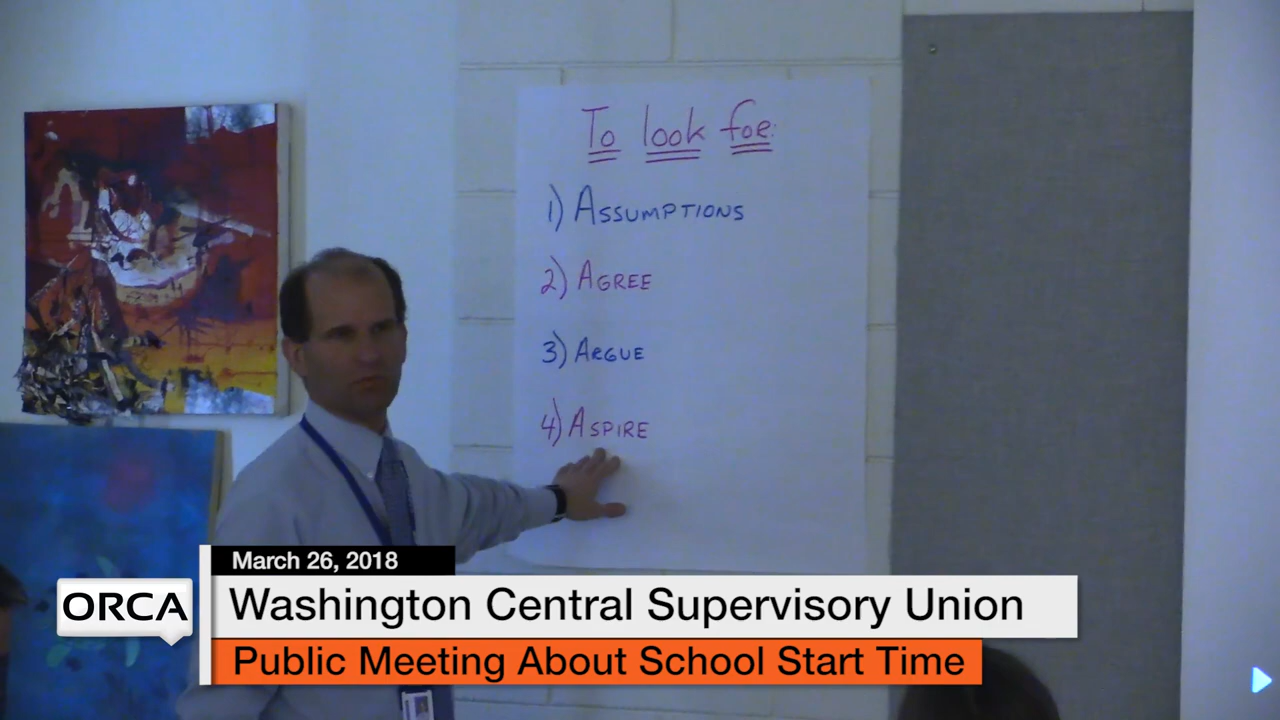 To look for:
1) ASSUMPTIONS
2) AGREE
3) ARGUE
4) ASPIRE
March 26, 2018
ORCA
Washington Central Supervisory Union
Public Meeting About School Start Time